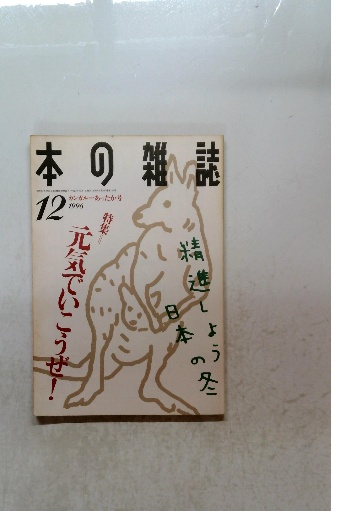 本の雑誌
12
1996
カンガルーあったか号
特集=
元気でいこうぜ!
精進しよう
日本の冬